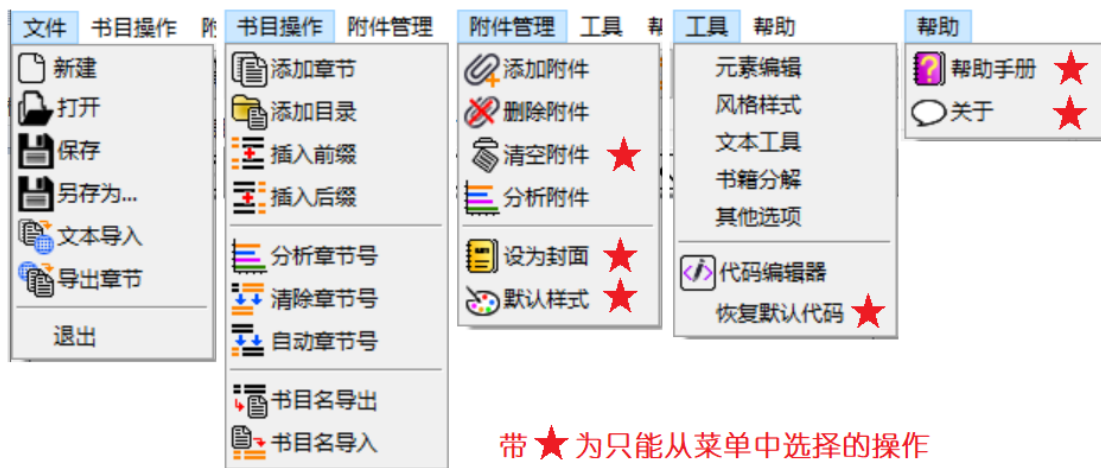 文件 书目操作
新建
打开
保存
另存为...
文本导入
导出章节
退出
书目操作 附件管理
添加章节
添加目录
插入前缀
插入后缀
分析章节号
清除章节号
自动章节号
书目名导出
书目名导入
附件管理 工具
添加附件
删除附件
清空附件 ★
分析附件
设为封面 ★
默认样式 ★
工具 帮助
元素编辑
风格样式
文本工具
书籍分解
其他选项
代码编辑器
恢复默认代码 ★
帮助
帮助手册 ★
关于 ★
带 ★ 为只能从菜单中选择的操作